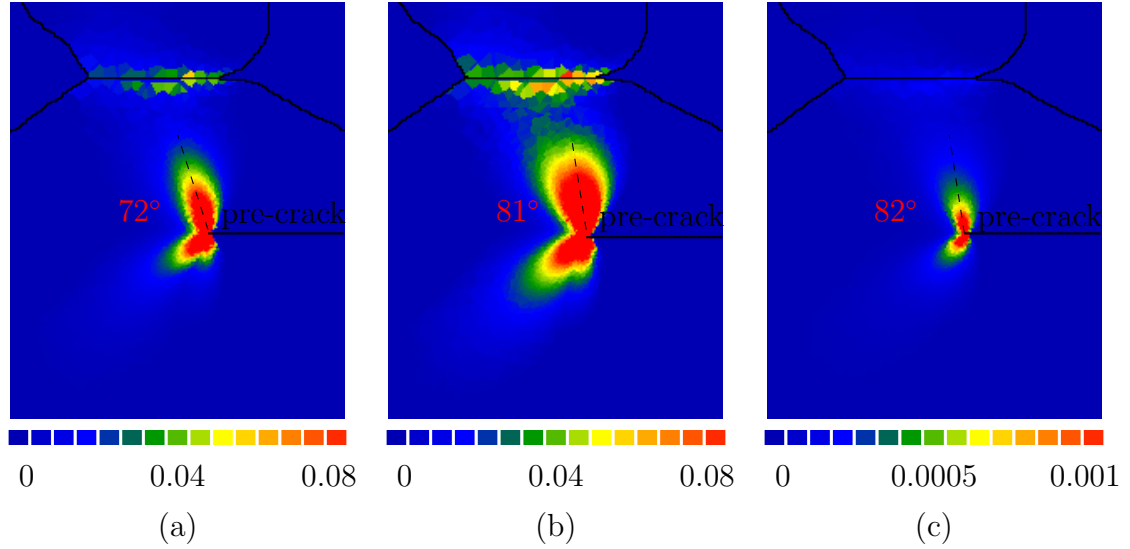 72° pre-crack
81° pre-crack
82° pre-crack
0 0.04 0.08
0 0.04 0.08
0 0.0005 0.001
(a) (b) (c)